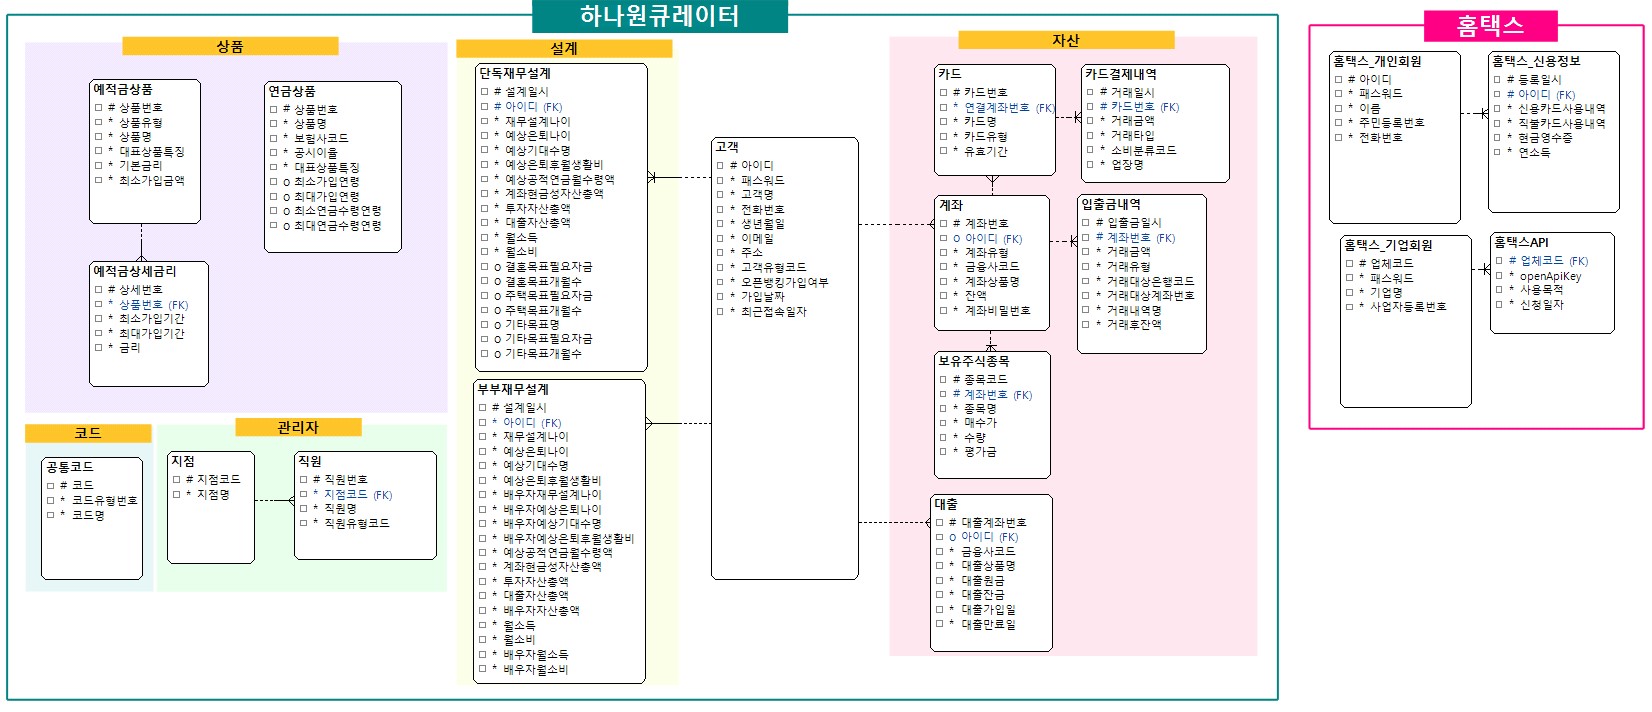 하나원큐레이터
상품
예적금상품
# 상품번호
* 상품유형
* 상품명
* 대표상품특징
* 기본금리
* 최소가입금액
연금상품
# 상품번호
* 상품명
* 보험사코드
* 공시이율
* 대표상품특징
o 최소가입연령
o 최대가입연령
o 최소연금수령연령
o 최대연금수령연령
예적금상세금리
# 상세번호
* 상품번호 (FK)
* 최소가입기간
* 최대가입기간
* 금리
코드
공통코드
# 코드
* 코드유형번호
* 코드명
관리자
지점
# 지점코드
* 지점명
직원
# 직원번호
* 지점코드 (FK)
* 직원명
* 직원유형코드
설계
단독재무설계
# 설계일시
# 아이디 (FK)
* 재무설계나이
* 예상은퇴나이
* 예상기대수명
* 예상은퇴후월생활비
* 예상공적연금월수령액
* 계좌현금성자산총액
* 투자자산총액
* 대출자산총액
* 월소득
* 월소비
o 결혼목표필요자금
o 결혼목표개월수
o 주택목표필요자금
o 주택목표개월수
o 기타목표명
o 기타목표필요자금
o 기타목표개월수
부부재무설계
# 설계일시
* 아이디 (FK)
* 재무설계나이
* 예상은퇴나이
* 예상기대수명
* 예상은퇴후월생활비
* 배우자재무설계나이
* 배우자예상은퇴나이
* 배우자예상기대수명
* 배우자예상은퇴후월생활비
* 예상공적연금월수령액
* 계좌현금성자산총액
* 투자자산총액
* 대출자산총액
* 배우자자산총액
* 월소득
* 월소비
* 배우자월소득
* 배우자월소비
고객
# 아이디
* 패스워드
* 고객명
* 전화번호
* 생년월일
* 이메일
* 주소
* 고객유형코드
* 오픈뱅킹가입여부
* 가입날짜
* 최근접속일자
자산
카드
# 카드번호
* 연결계좌번호 (FK)
* 카드명
* 카드유형
* 유효기간
카드결제내역
# 거래일시
# 카드번호 (FK)
* 거래금액
* 거래타입
* 소비분류코드
* 업장명
계좌
# 계좌번호
o 아이디 (FK)
* 계좌유형
* 금융사코드
* 계좌상품명
* 잔액
* 계좌비밀번호
입출금내역
# 입출금일시
# 계좌번호 (FK)
* 거래금액
* 거래유형
* 거래대상은행코드
* 거래대상계좌번호
* 거래내역명
* 거래후잔액
보유주식종목
# 종목코드
# 계좌번호 (FK)
* 종목명
* 매수가
* 수량
* 평가금
대출
# 대출계좌번호
o 아이디 (FK)
* 금융사코드
* 대출상품명
* 대출원금
* 대출잔금
* 대출가입일
* 대출만료일
홈택스
홈택스_개인회원
# 아이디
* 패스워드
* 이름
* 주민등록번호
* 전화번호
홈택스_신용정보
# 등록일시
# 아이디 (FK)
* 신용카드사용내역
* 직불카드사용내역
* 현금영수증
* 연소득
홈택스_기업회원
# 업체코드
* 패스워드
* 기업명
* 사업자등록번호
홈택스API
# 업체코드 (FK)
* openApiKey
* 사용목적
* 신청일자